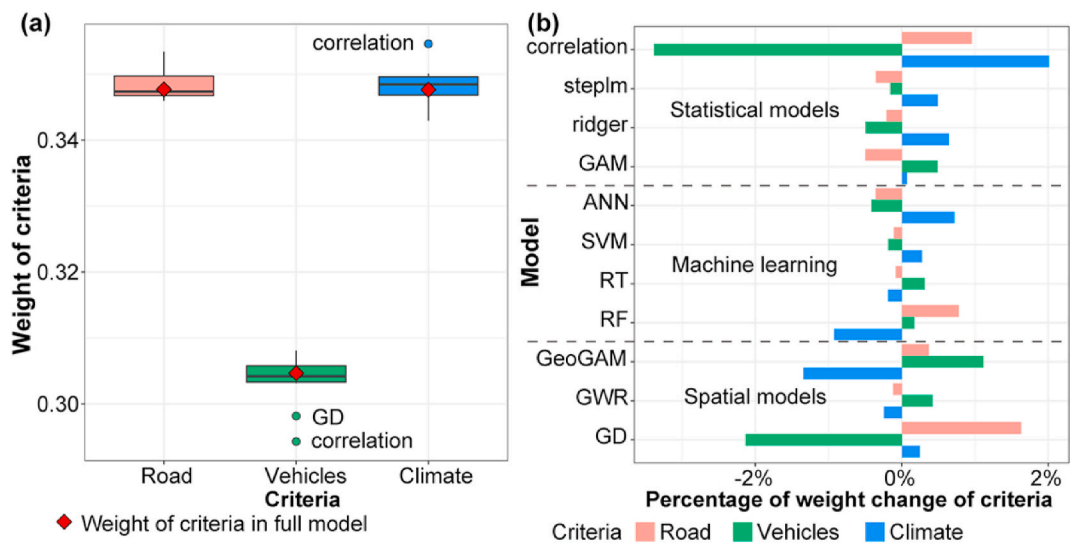 (a)
Weight of criteria
0.34
0.32
0.30
correlation
GD
correlation
Road
Vehicles
Climate
Criteria
Weight of criteria in full model
(b)
Model
correlation
steplm
Statistical models
ridger
GAM
ANN
SVM
Machine learning
RT
RF
GeoGAM
GWR
Spatial models
GD
-2%
0%
2%
Percentage of weight change of criteria
Criteria
Road
Vehicles
Climate